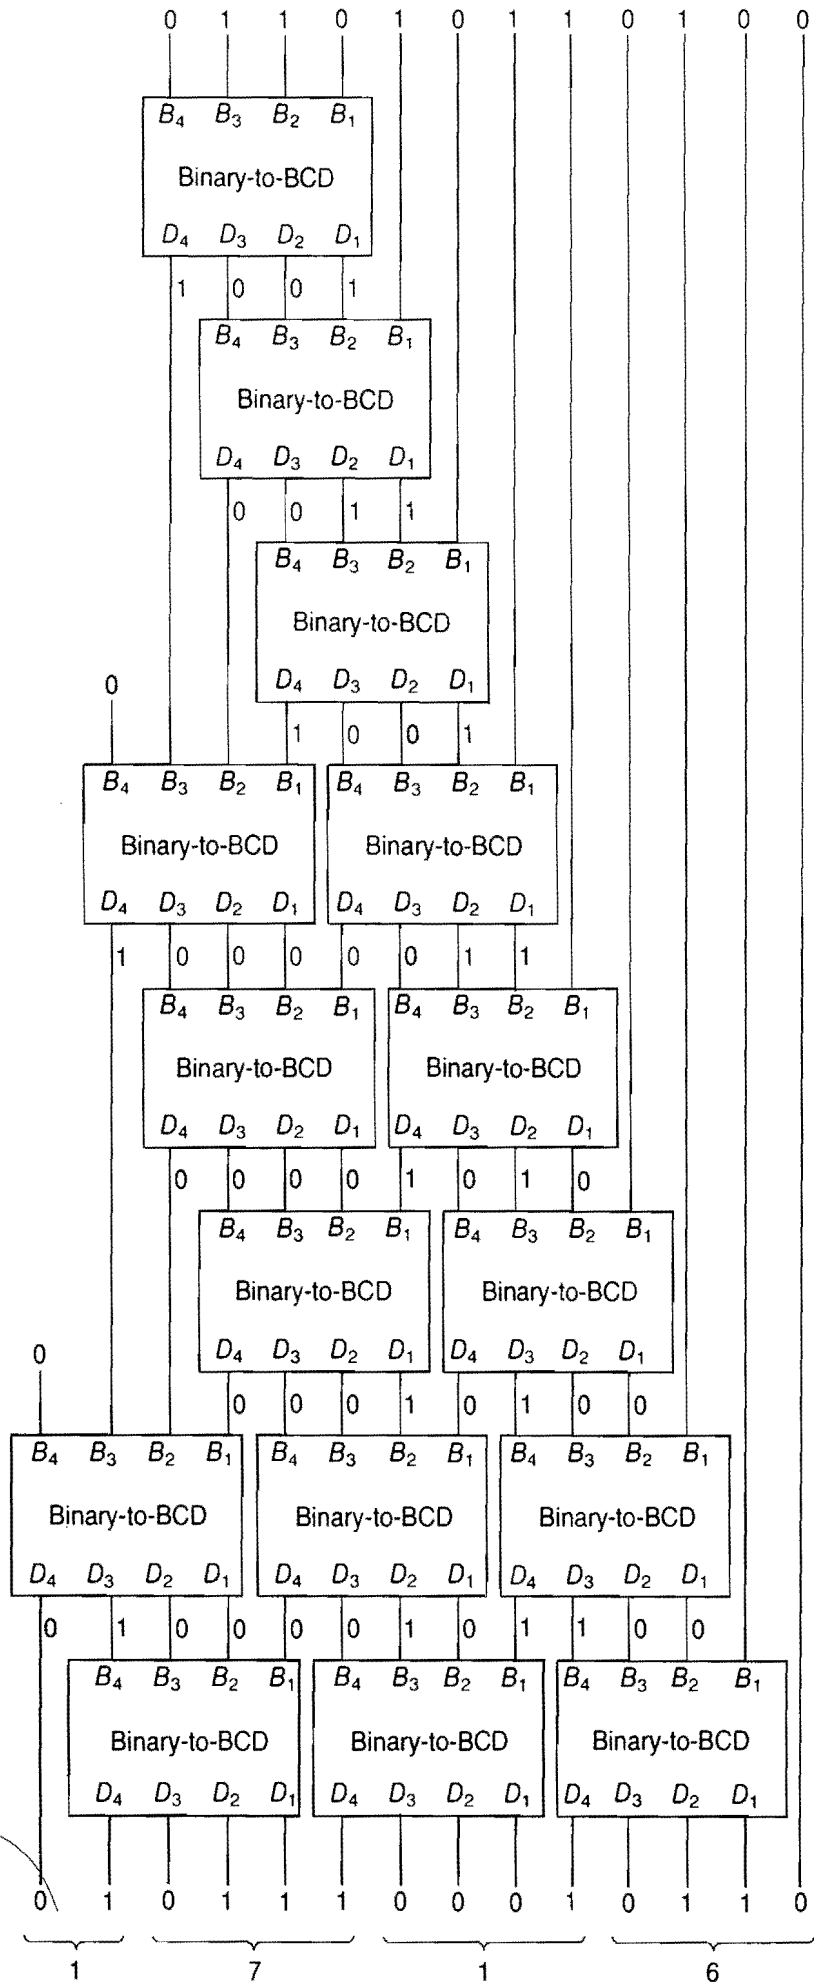 0 1 1 0 1 0 1 1 0 1 0 0
B₄ B₃ B₂ B₁
Binary-to-BCD
D₄ D₃ D₂ D₁
1 0 0 1
B₄ B₃ B₂ B₁
Binary-to-BCD
D₄ D₃ D₂ D₁
0 0 1 1
B₄ B₃ B₂ B₁
Binary-to-BCD
D₄ D₃ D₂ D₁
0
1 0 0 1
B₄ B₃ B₂ B₁ B₄ B₃ B₂ B₁
Binary-to-BCD Binary-to-BCD
D₄ D₃ D₂ D₁ D₄ D₃ D₂ D₁
1 0 0 0 0 0 1 1
B₄ B₃ B₂ B₁ B₄ B₃ B₂ B₁
Binary-to-BCD Binary-to-BCD
D₄ D₃ D₂ D₁ D₄ D₃ D₂ D₁
0 0 0 0 1 0 1 0
B₄ B₃ B₂ B₁ B₄ B₃ B₂ B₁
Binary-to-BCD Binary-to-BCD
D₄ D₃ D₂ D₁ D₄ D₃ D₂ D₁
0
0 0 0 1 0 1 0 0
B₄ B₃ B₂ B₁ B₄ B₃ B₂ B₁ B₄ B₃ B₂ B₁
Binary-to-BCD Binary-to-BCD Binary-to-BCD
D₄ D₃ D₂ D₁ D₄ D₃ D₂ D₁ D₄ D₃ D₂ D₁
0 1 0 0 0 0 1 0 1 1 0 0
B₄ B₃ B₂ B₁ B₄ B₃ B₂ B₁ B₄ B₃ B₂ B₁
Binary-to-BCD Binary-to-BCD Binary-to-BCD
D₄ D₃ D₂ D₁ D₄ D₃ D₂ D₁ D₄ D₃ D₂ D₁
0 1 0 1 1 1 0 0 0 1 0 1 1 0
1 7 1 6